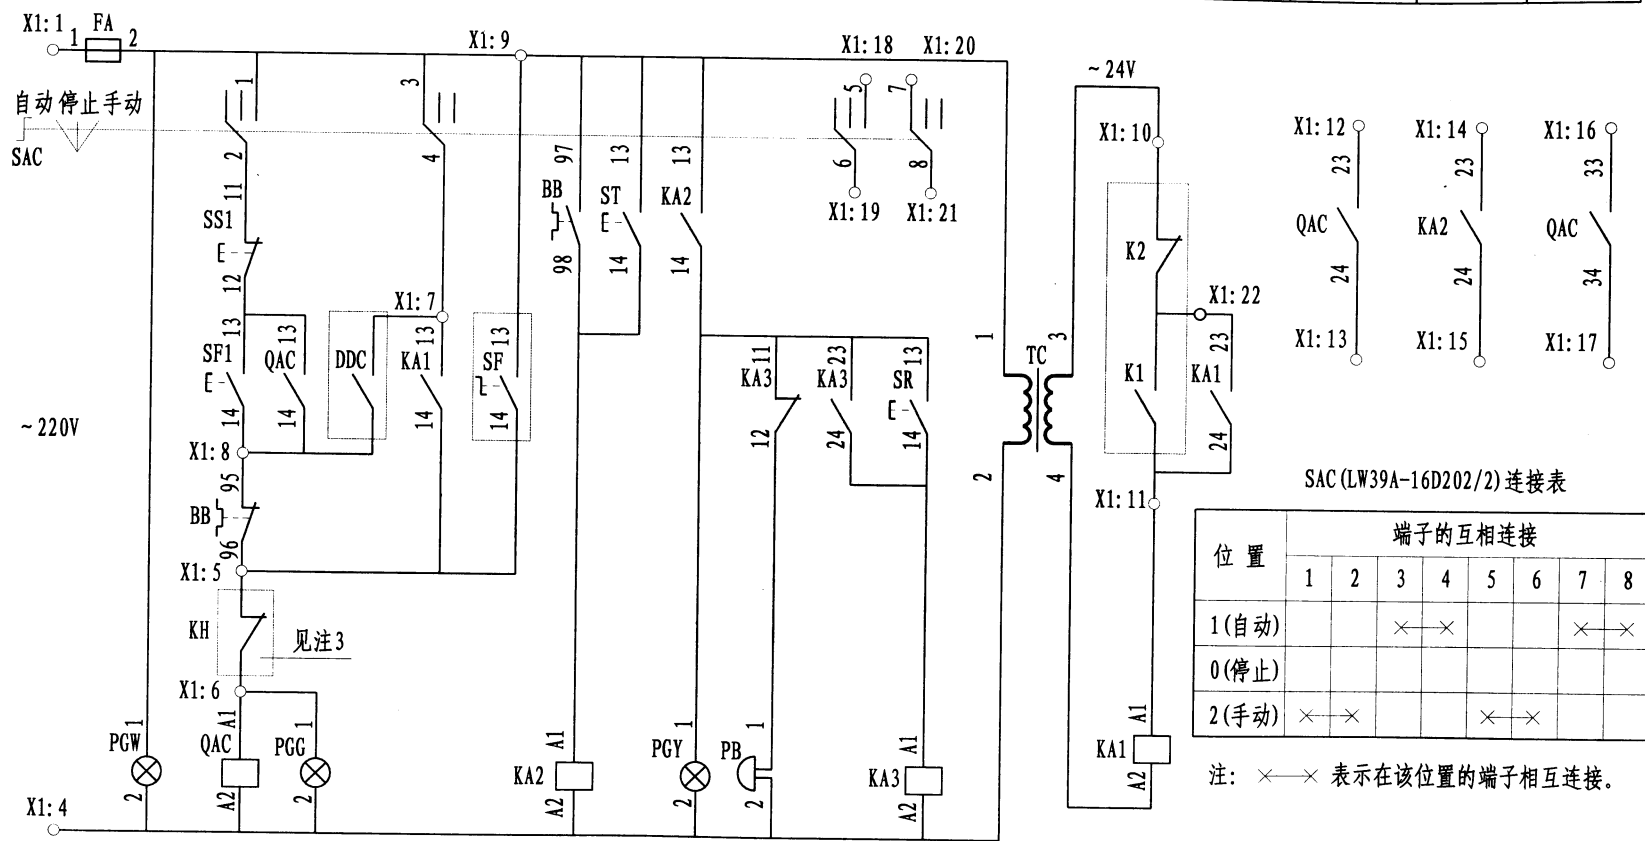 X1:1
1
FA
2
X1:9
X1:18
X1:20
~24V
自动 停止 手动
SAC
1
2
3
4
5
6
7
8
X1:19
X1:21
X1:10
X1:12
X1:14
X1:16
23
23
33
QAC
KA2
QAC
24
24
34
X1:13
X1:15
X1:17
11
SS1
12
97
BB
98
13
ST
14
13
KA2
14
K2
X1:22
K1
23
KA1
24
X1:11
X1:7
13
SF1
14
13
QAC
14
DDC
13
KA1
14
13
SF
14
~220V
X1:8
95
BB
96
X1:5
KH
见注3
X1:6
11
KA3
12
23
KA3
24
13
SR
14
1
2
TC
3
4
PGW
1
2
A1
QAC
A2
PGG
1
2
A1
KA2
A2
PGY
1
2
PB
1
2
A1
KA3
A2
A1
KA1
A2
X1:4
SAC(LW39A-16D202/2)连接表
位置 端子的互相连接
1 2 3 4 5 6 7 8
1(自动) ×—× ×—×
0(停止)
2(手动) ×—× ×—×
注: ×—× 表示在该位置的端子相互连接。